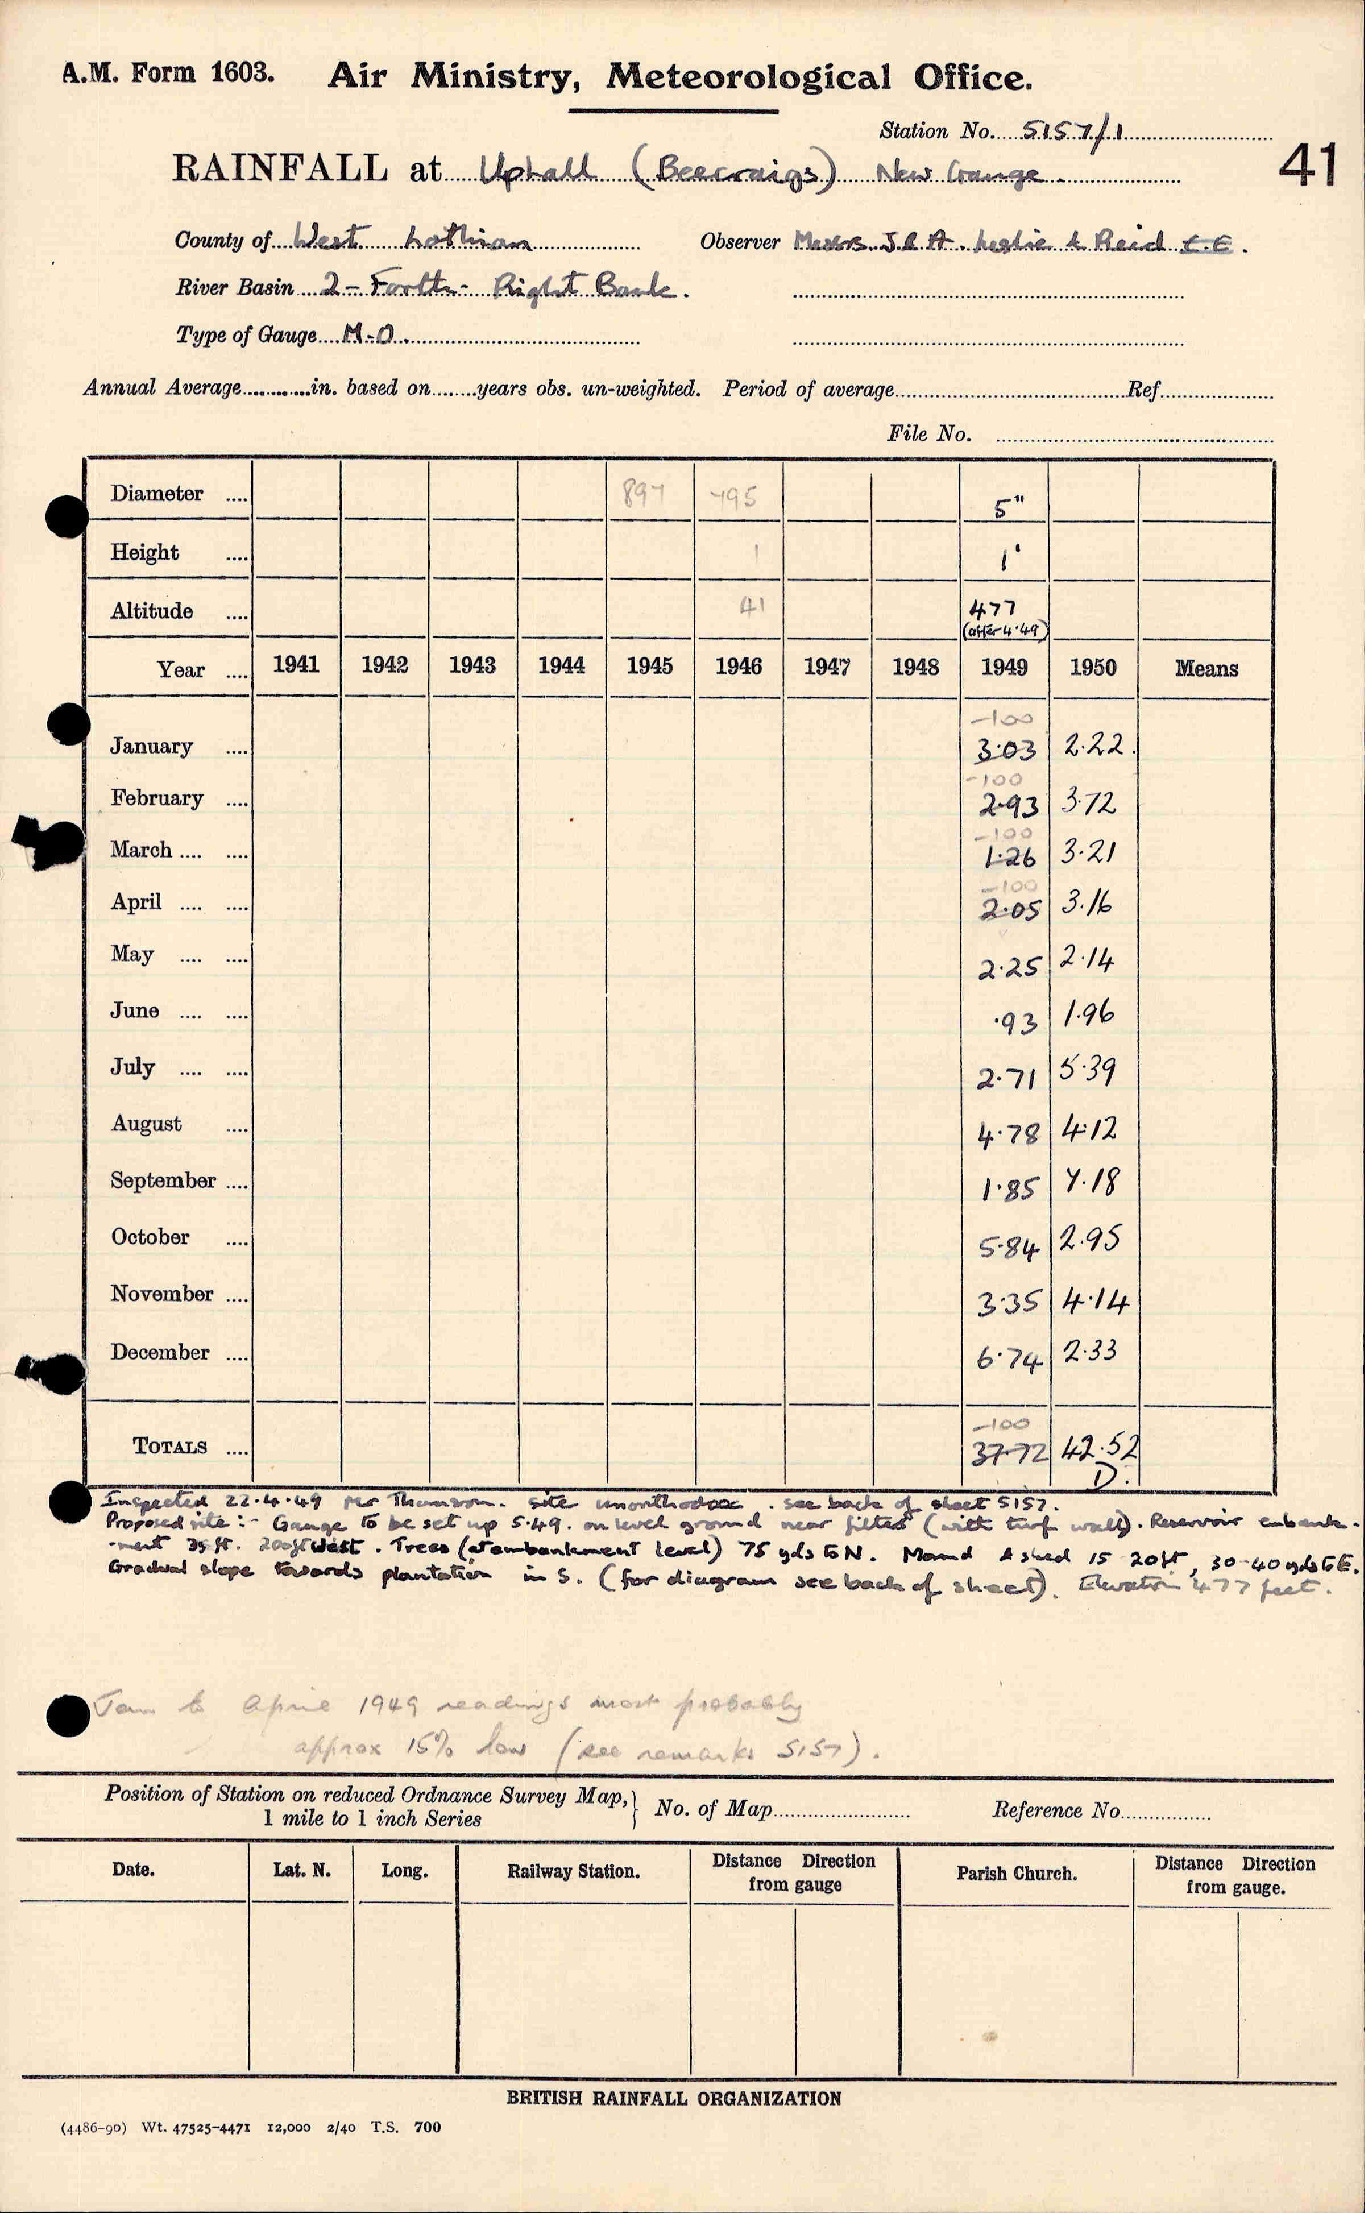 A.M. Form 1603. Air Ministry, Meteorological Office.
Station No. 5157/1
41
RAINFALL at Uphall (Beecraigs) New Gauge.
County of West Lothian Observer Messrs. J. & A. Leslie & Reid C.E.
River Basin 2 - Forth - Right Bank.
Type of Gauge M.O.
Annual Average............in. based on........years obs. un-weighted. Period of average.......... Ref..........
File No. ..........
Diameter .... 897 795 5"
Height .... 1 1'
Altitude .... 41 477
(after 4.49)
Year .... 1941 1942 1943 1944 1945 1946 1947 1948 1949 1950 Means
-100
January .... 3.03 2.22.
-100
February .... 2.93 3.72
-100
March .... .... 1.26 3.21
-100
April .... .... 2.05 3.16
May .... .... 2.25 2.14
June .... .... .93 1.96
July .... .... 2.71 5.39
August .... 4.78 4.12
September .... 1.85 7.18
October .... 5.84 2.95
November .... 3.35 4.14
December .... 6.74 2.33
-100
TOTALS .... 37.72 42.52
D.
Inspected 22.4.49 Mr Thomson. site unorthodox. see back of sheet 5157.
Proposed site :- Gauge to be set up 5.49. on level ground near filter (with turf wall). Reservoir embank-
-ment 35 ft. 200ft West. Trees (at embankment level) 75 yds to N. Mound & shed 15 20ft, 30-40 yds to E.
Gradual slope towards plantation in S. (for diagram see back of sheet). Elevation 477 feet.
Jan to April 1949 readings most probably
approx 15% low (see remarks 5157).
Position of Station on reduced Ordnance Survey Map,} No. of Map.......... Reference No..........
1 mile to 1 inch Series
Date. Lat. N. Long. Railway Station. Distance Direction from gauge Parish Church. Distance Direction from gauge.
BRITISH RAINFALL ORGANIZATION
(4486-90) Wt. 47525-4471 12,000 2/40 T.S. 700